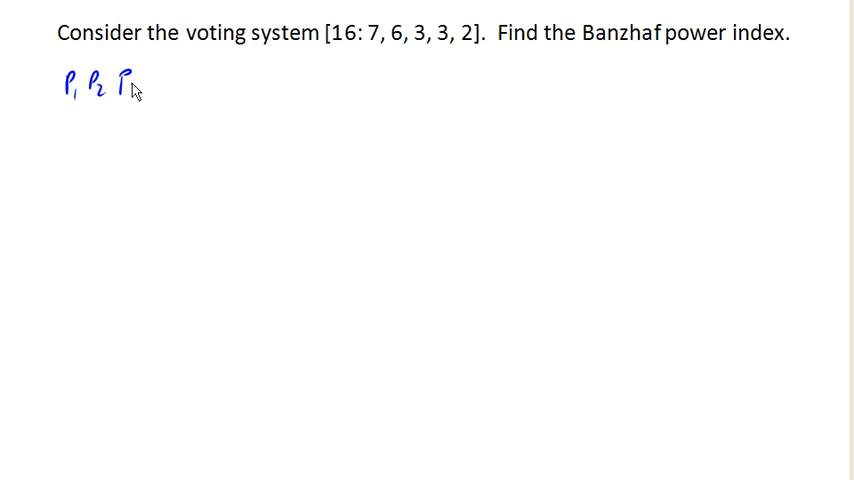 Consider the voting system [16: 7, 6, 3, 3, 2]. Find the Banzhaf power index.
P₁ P₂ P